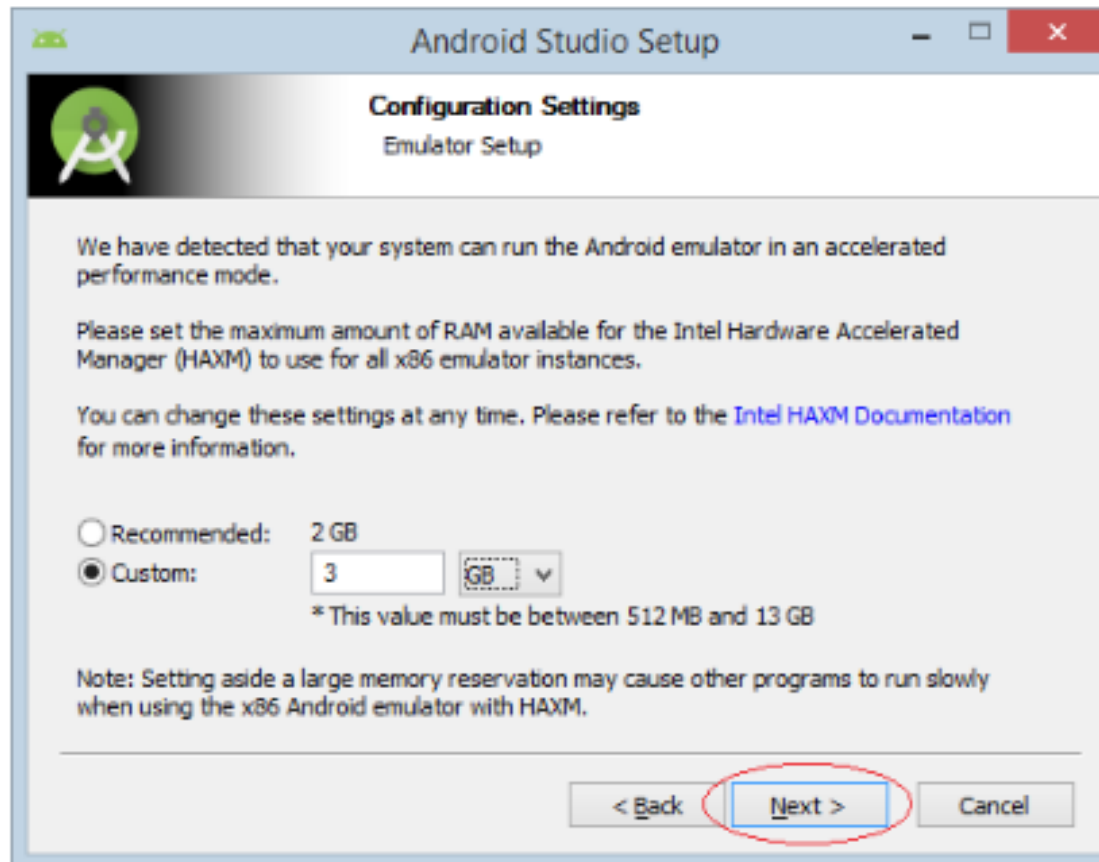 Android Studio Setup
Configuration Settings
Emulator Setup
We have detected that your system can run the Android emulator in an accelerated
performance mode.
Please set the maximum amount of RAM available for the Intel Hardware Accelerated
Manager (HAXM) to use for all x86 emulator instances.
You can change these settings at any time. Please refer to the Intel HAXM Documentation
for more information.
Recommended: 2 GB
Custom: 3 GB
* This value must be between 512 MB and 13 GB
Note: Setting aside a large memory reservation may cause other programs to run slowly
when using the x86 Android emulator with HAXM.
< Back Next > Cancel